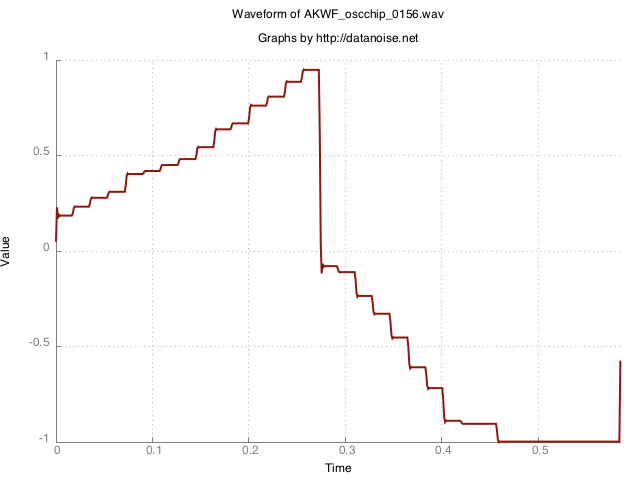 Waveform of AKWF_oscchip_0156.wav
Graphs by http://datanoise.net
1
0.5
0
-0.5
-1
Value
0 0.1 0.2 0.3 0.4 0.5
Time